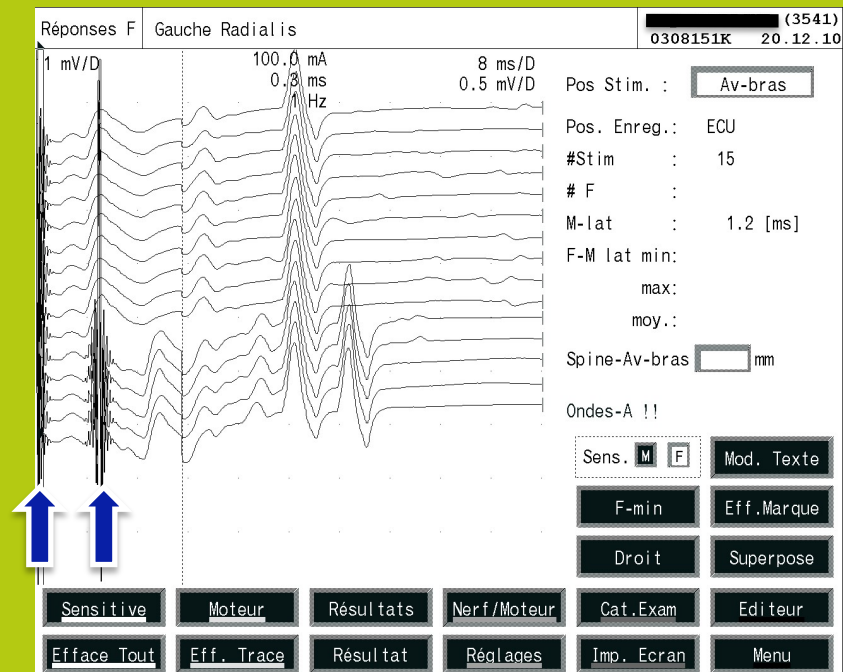 Réponses F Gauche Radialis (3541)
0308151K 20.12.10
1 mV/D 100.0 mA 8 ms/D
0.3 ms 0.5 mV/D
Hz
Pos Stim. : Av-bras
Pos. Enreg.: ECU
#Stim : 15
# F :
M-lat : 1.2 [ms]
F-M lat min:
max:
moy.:
Spine-Av-bras mm
Ondes-A !!
Sens. M F Mod. Texte
F-min Eff.Marque
Droit Superpose
Sensitive Moteur Résultats Nerf/Moteur Cat.Exam Editeur
Efface Tout Eff. Trace Résultat Réglages Imp. Ecran Menu